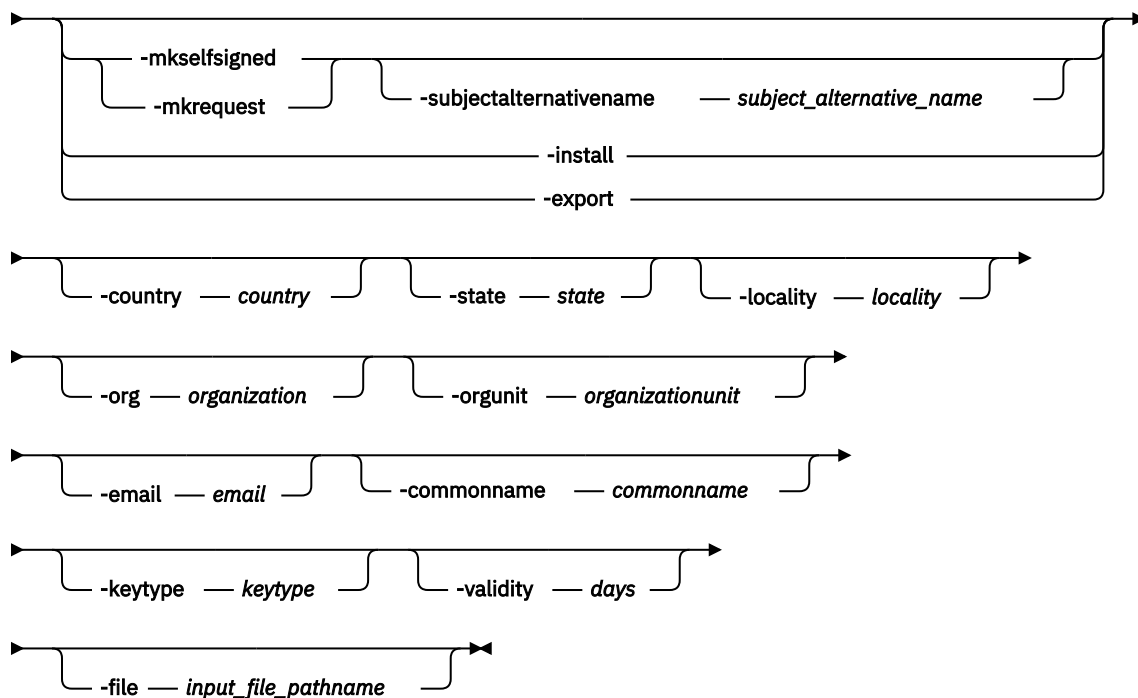 -mkselfsigned
-mkrequest -subjectalternativename subject_alternative_name
-install
-export
-country country -state state -locality locality
-org organization -orgunit organizationunit
-email email -commonname commonname
-keytype keytype -validity days
-file input_file_pathname